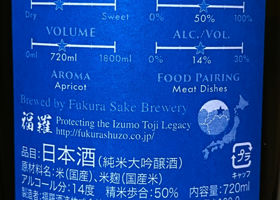 Dry Sweet 0% 50% 100%
VOLUME ALC./VOL.
0 720ml 1800ml 0 14% 30%
AROMA FOOD PAIRING
Apricot Meat Dishes
Brewed by Fukura Sake Brewery
福羅 Protecting the Izumo Toji Legacy
http://fukurashuzo.co.jp/
品目:日本酒(純米大吟醸酒)
原材料名:米(国産)、米麹(国産米)
アルコール分:14度 精米歩合:50% 内容量:720ml
プラ
キャップ